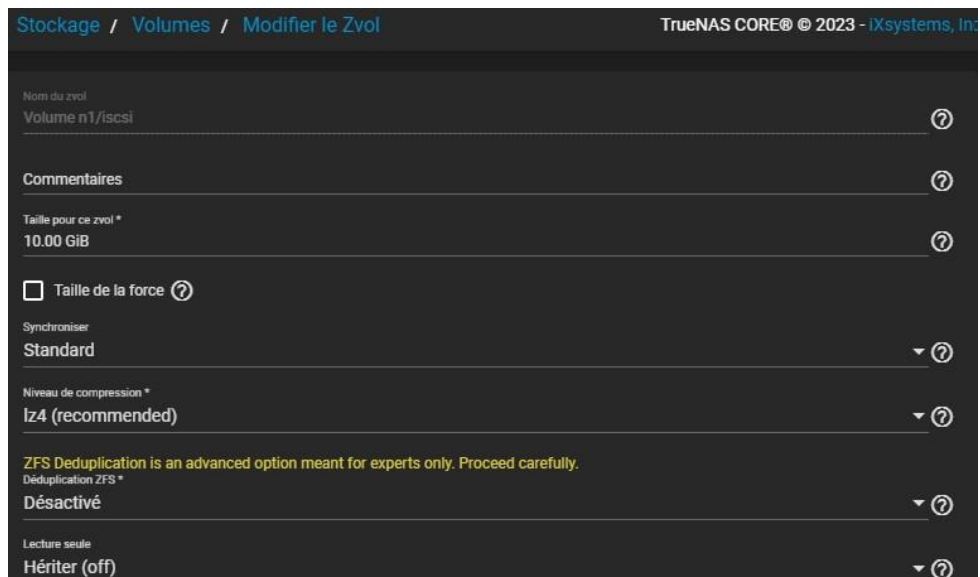 Stockage / Volumes / Modifier le Zvol
TrueNAS CORE® © 2023 - iXsystems, Inc
Nom du zvol
Volume n1/iscsi
Commentaires
Taille pour ce zvol *
10.00 GiB
Taille de la force
Synchroniser
Standard
Niveau de compression *
lz4 (recommended)
ZFS Deduplication is an advanced option meant for experts only. Proceed carefully.
Déduplication ZFS *
Désactivé
Lecture seule
Hériter (off)